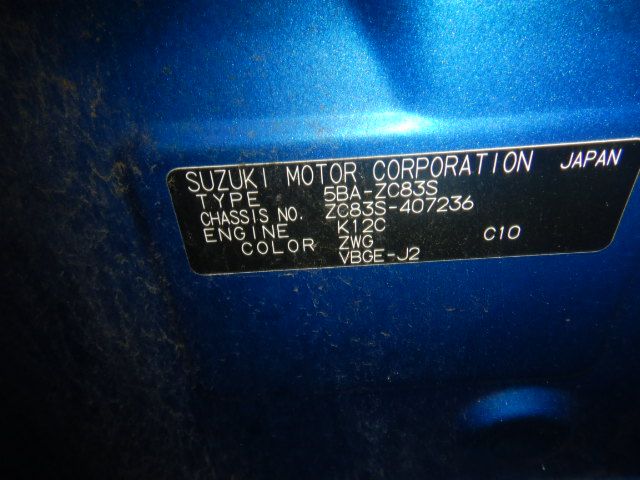 SUZUKI MOTOR CORPORATION JAPAN
TYPE 5BA-ZC83S
CHASSIS NO. ZC83S-407236
ENGINE K12C
COLOR ZWG C10
VBGE-J2